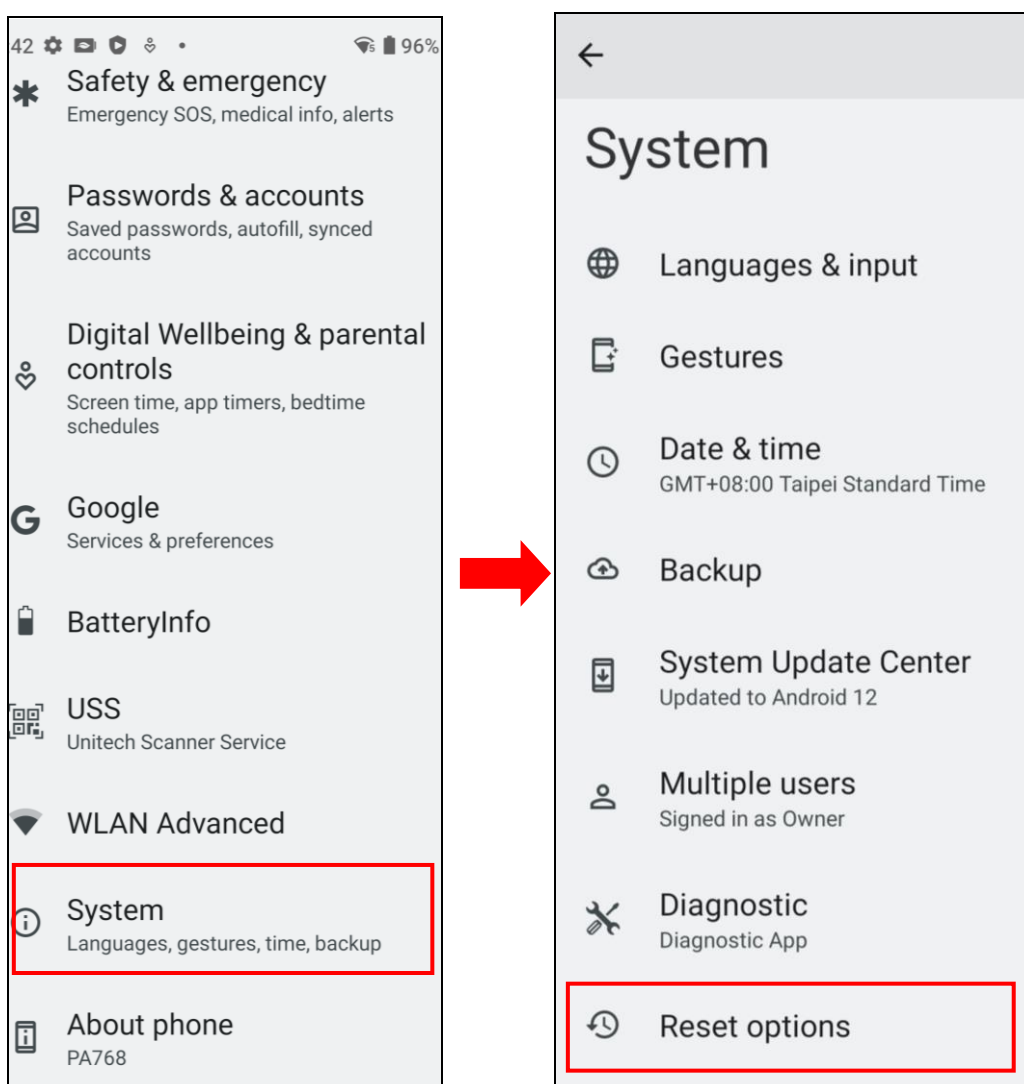 42 96%
Safety & emergency
Emergency SOS, medical info, alerts
Passwords & accounts
Saved passwords, autofill, synced
accounts
Digital Wellbeing & parental
controls
Screen time, app timers, bedtime
schedules
Google
Services & preferences
BatteryInfo
USS
Unitech Scanner Service
WLAN Advanced
System
Languages, gestures, time, backup
About phone
PA768
System
Languages & input
Gestures
Date & time
GMT+08:00 Taipei Standard Time
Backup
System Update Center
Updated to Android 12
Multiple users
Signed in as Owner
Diagnostic
Diagnostic App
Reset options